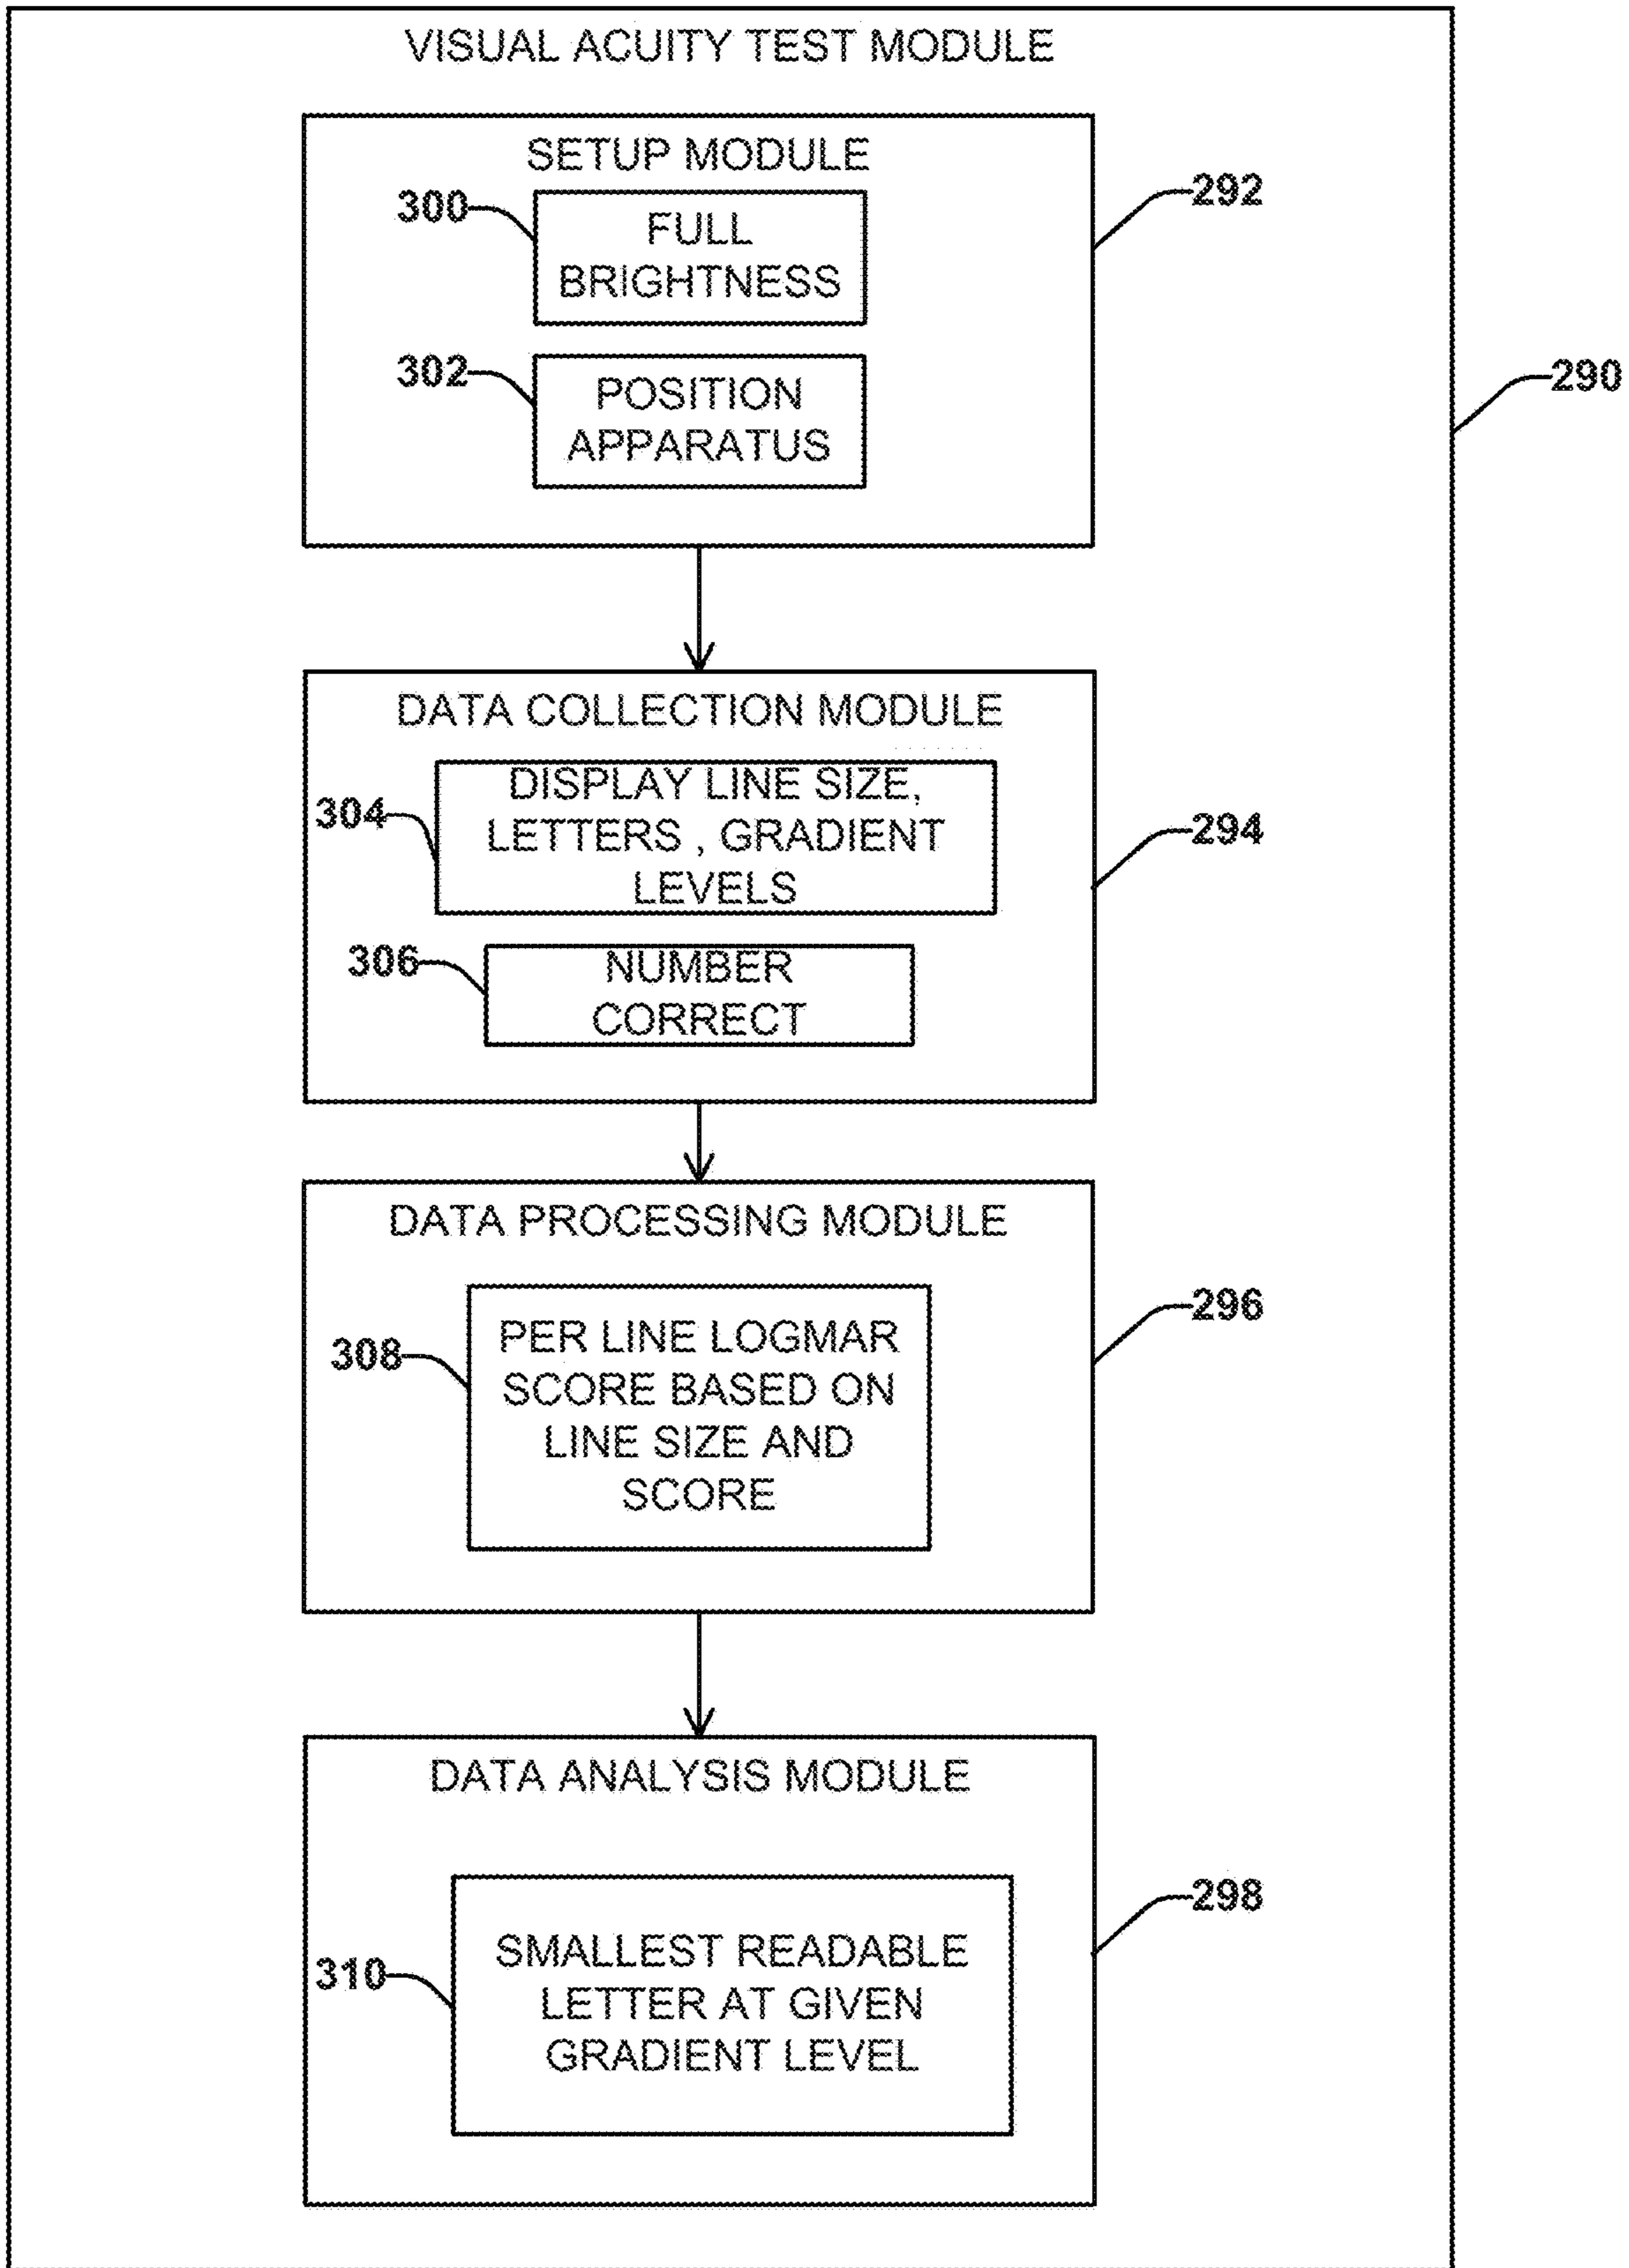 VISUAL ACUITY TEST MODULE
SETUP MODULE
300
FULL
BRIGHTNESS
292
302
POSITION
APPARATUS
290
DATA COLLECTION MODULE
304
DISPLAY LINE SIZE,
LETTERS , GRADIENT
LEVELS
294
306
NUMBER
CORRECT
DATA PROCESSING MODULE
308
PER LINE LOGMAR
SCORE BASED ON
LINE SIZE AND
SCORE
296
DATA ANALYSIS MODULE
310
SMALLEST READABLE
LETTER AT GIVEN
GRADIENT LEVEL
298